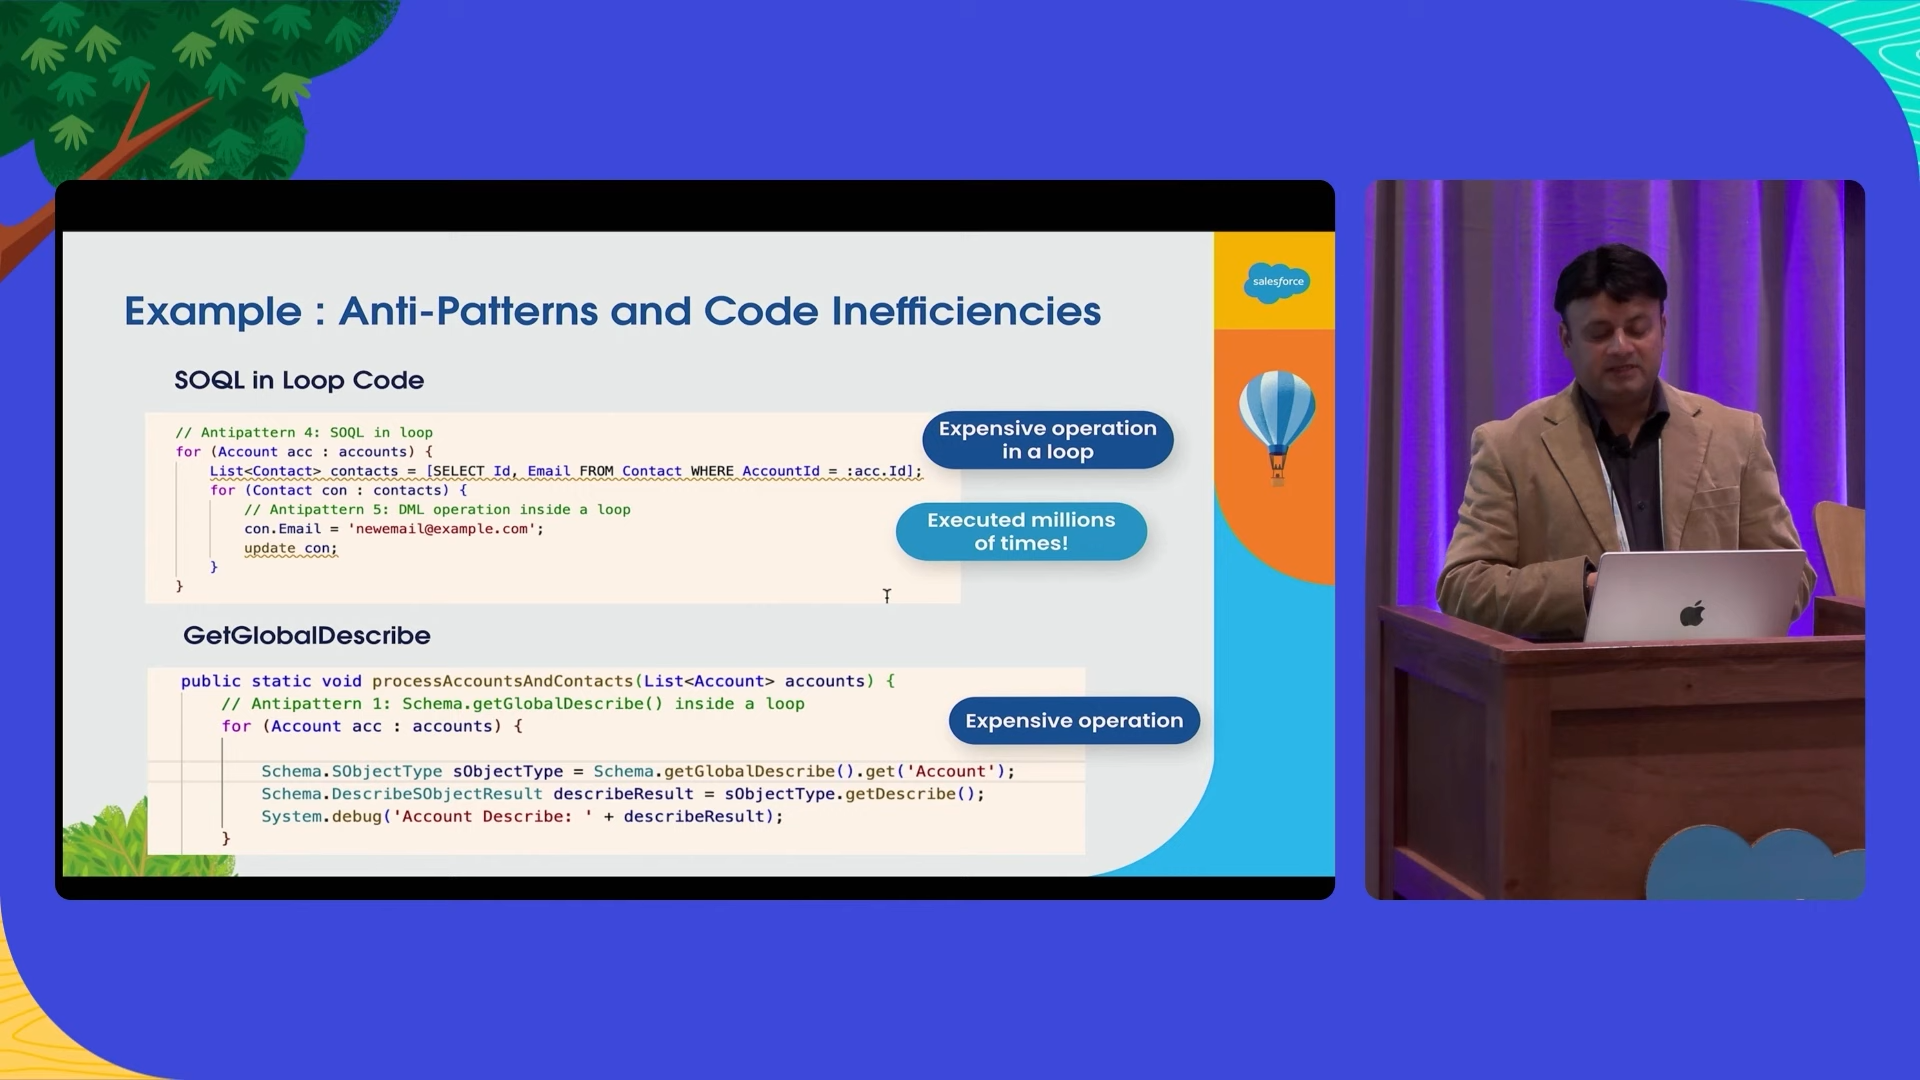 Example : Anti-Patterns and Code Inefficiencies
salesforce
SOQL in Loop Code
// Antipattern 4: SOQL in loop
for (Account acc : accounts) {
List<Contact> contacts = [SELECT Id, Email FROM Contact WHERE AccountId = :acc.Id];
for (Contact con : contacts) {
// Antipattern 5: DML operation inside a loop
con.Email = 'newemail@example.com';
update con;
}
}
Expensive operation
in a loop
Executed millions
of times!
GetGlobalDescribe
public static void processAccountsAndContacts(List<Account> accounts) {
// Antipattern 1: Schema.getGlobalDescribe() inside a loop
for (Account acc : accounts) {
Schema.SObjectType sObjectType = Schema.getGlobalDescribe().get('Account');
Schema.DescribeSObjectResult describeResult = sObjectType.getDescribe();
System.debug('Account Describe: ' + describeResult);
}
Expensive operation